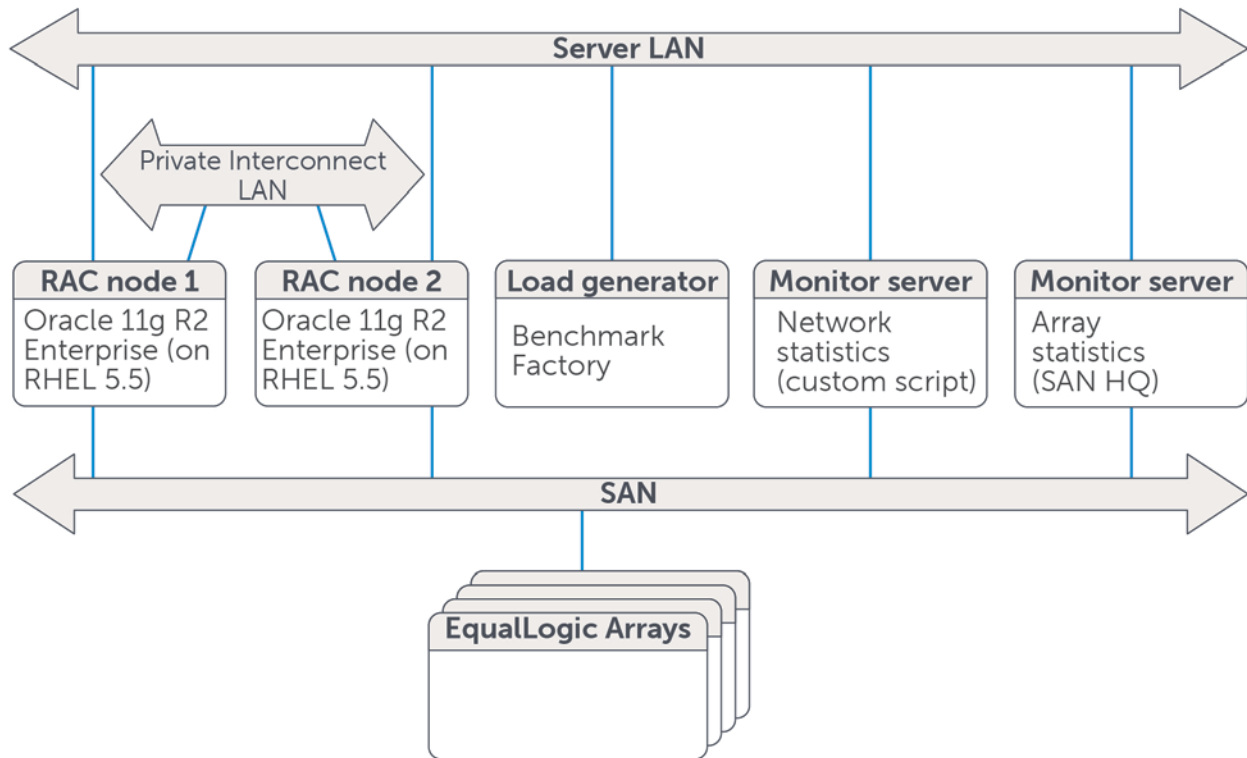 Server LAN
Private Interconnect
LAN
RAC node 1
Oracle 11g R2
Enterprise (on
RHEL 5.5)
RAC node 2
Oracle 11g R2
Enterprise (on
RHEL 5.5)
Load generator
Benchmark
Factory
Monitor server
Network
statistics
(custom script)
Monitor server
Array
statistics
(SAN HQ)
SAN
EqualLogic Arrays